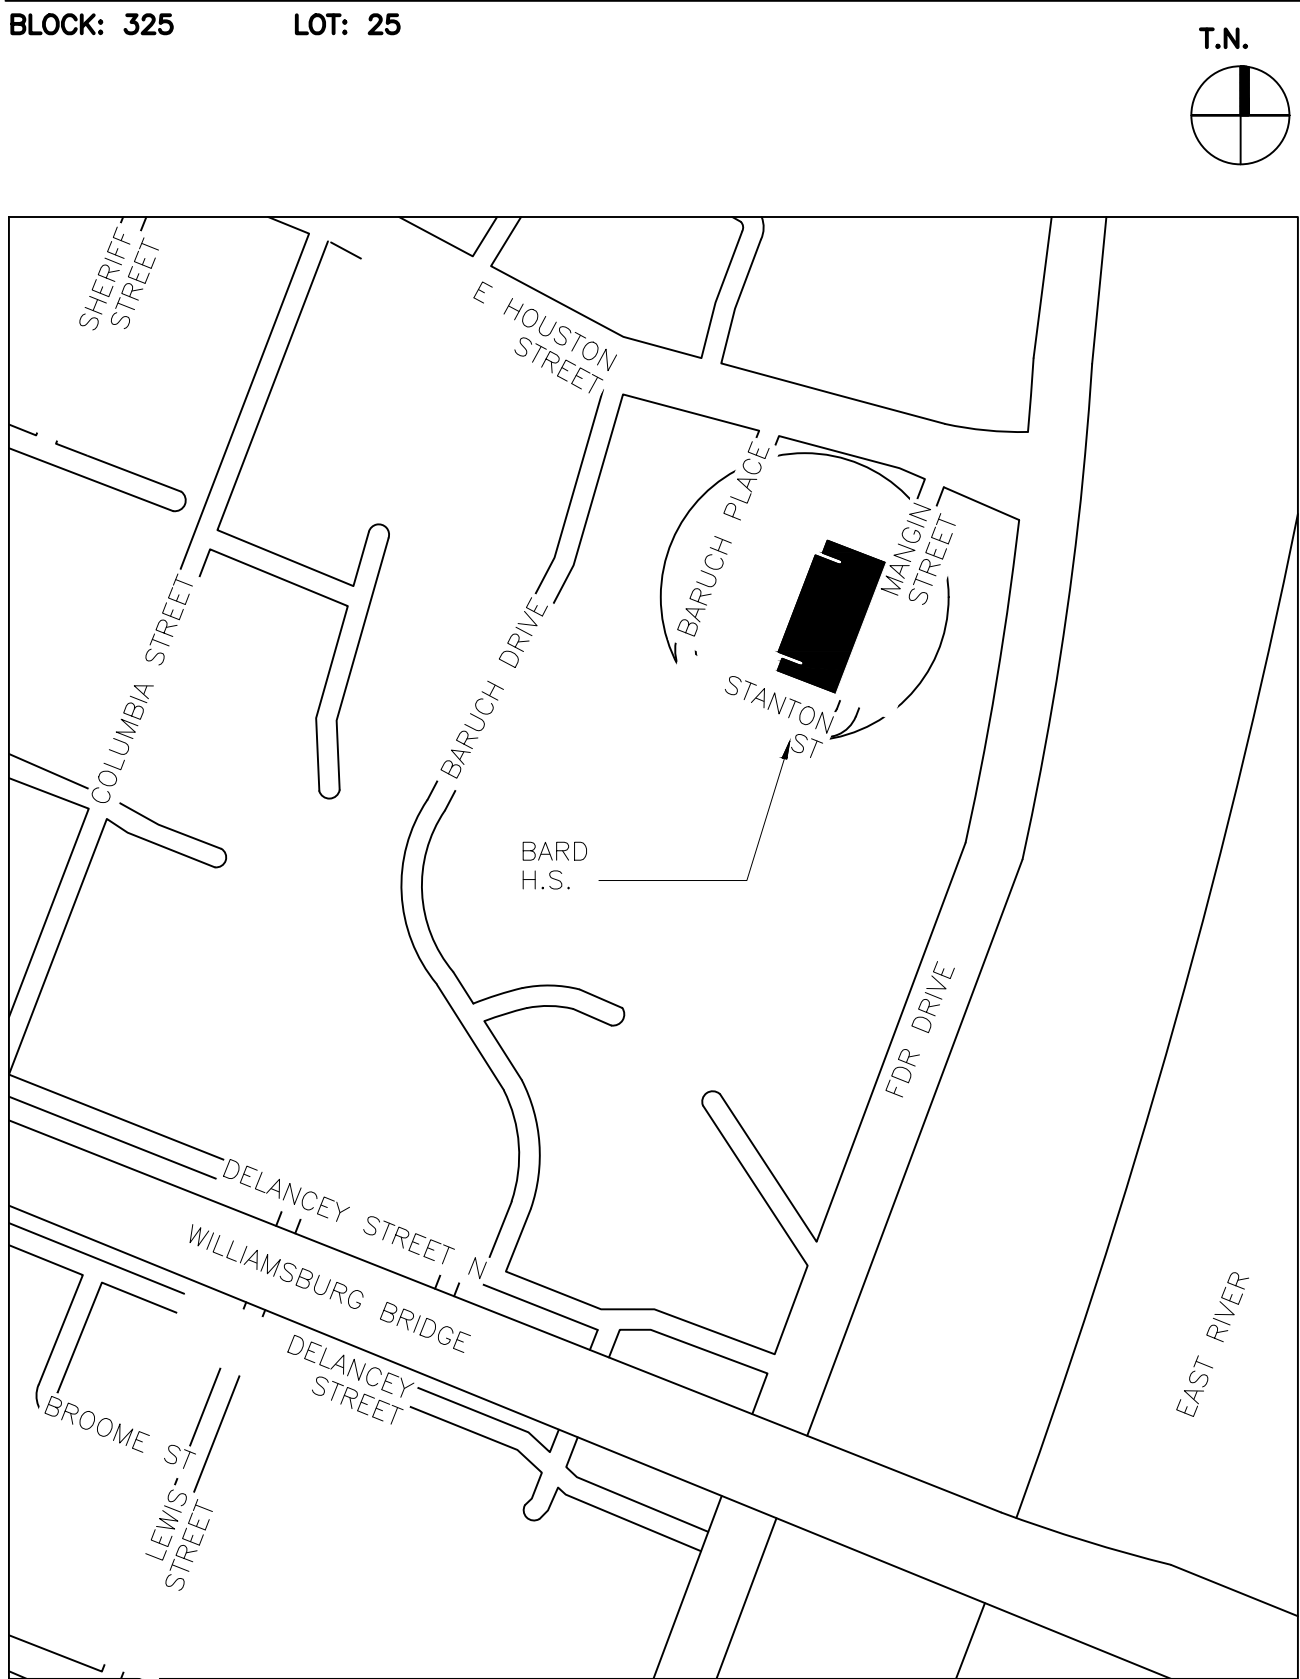 BLOCK: 325 LOT: 25
T.N.
SHERIFF
STREET
E HOUSTON
STREET
BARUCH PLACE
MANGIN
STREET
COLUMBIA STREET
BARUCH DRIVE
STANTON
ST
BARD
H.S.
FDR DRIVE
DELANCEY STREET N
WILLIAMSBURG BRIDGE
EAST RIVER
DELANCEY
STREET
BROOME ST
LEWIS
STREET